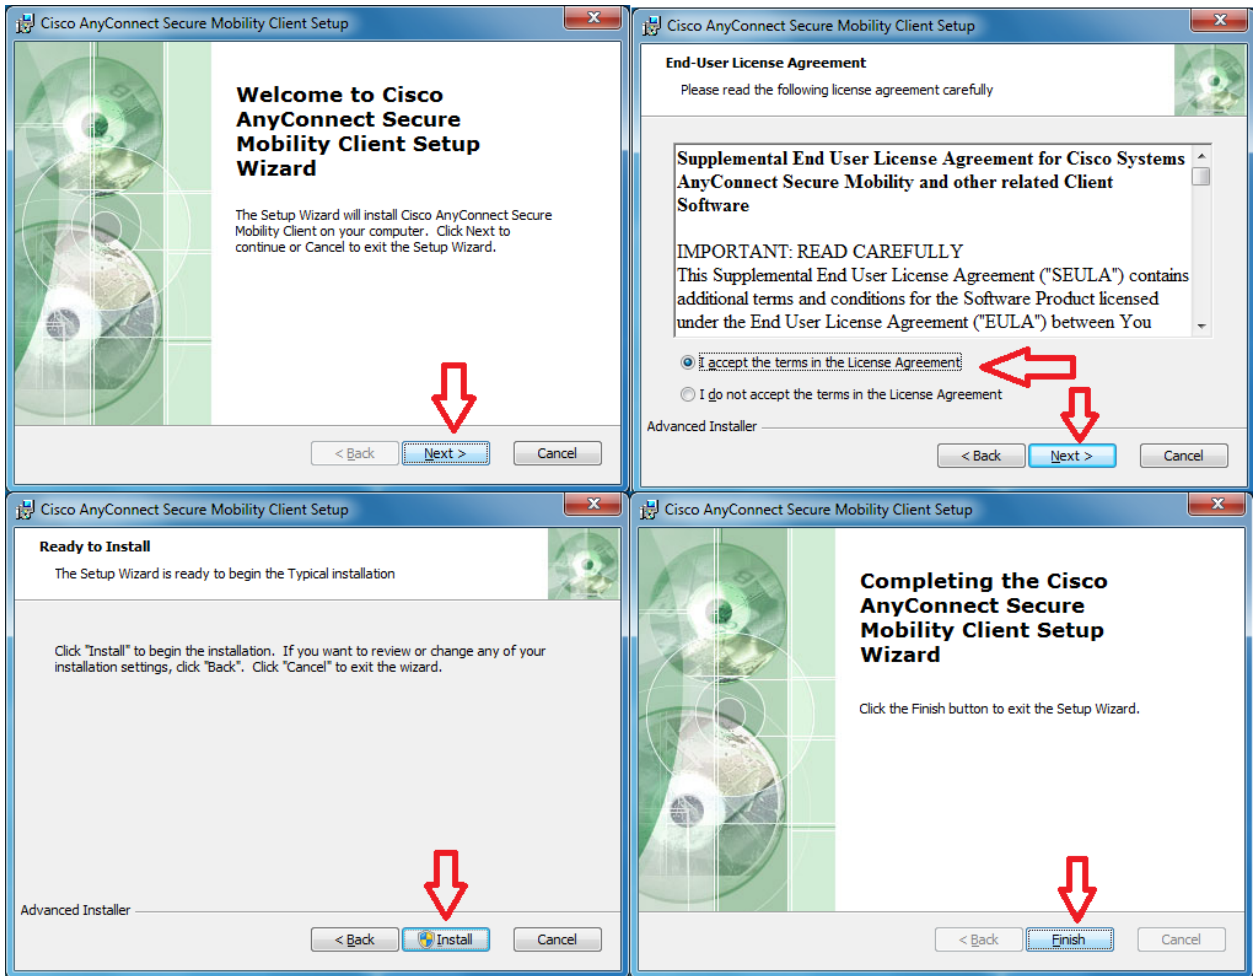 Cisco AnyConnect Secure Mobility Client Setup
Welcome to Cisco
AnyConnect Secure
Mobility Client Setup
Wizard
The Setup Wizard will install Cisco AnyConnect Secure
Mobility Client on your computer. Click Next to
continue or Cancel to exit the Setup Wizard.
< Back Next > Cancel
Cisco AnyConnect Secure Mobility Client Setup
End-User License Agreement
Please read the following license agreement carefully
Supplemental End User License Agreement for Cisco Systems
AnyConnect Secure Mobility and other related Client
Software
IMPORTANT: READ CAREFULLY
This Supplemental End User License Agreement ("SEULA") contains
additional terms and conditions for the Software Product licensed
under the End User License Agreement ("EULA") between You
I accept the terms in the License Agreement
I do not accept the terms in the License Agreement
Advanced Installer
< Back Next > Cancel
Cisco AnyConnect Secure Mobility Client Setup
Ready to Install
The Setup Wizard is ready to begin the Typical installation
Click "Install" to begin the installation. If you want to review or change any of your
installation settings, click "Back". Click "Cancel" to exit the wizard.
Advanced Installer
< Back Install Cancel
Cisco AnyConnect Secure Mobility Client Setup
Completing the Cisco
AnyConnect Secure
Mobility Client Setup
Wizard
Click the Finish button to exit the Setup Wizard.
< Back Finish Cancel